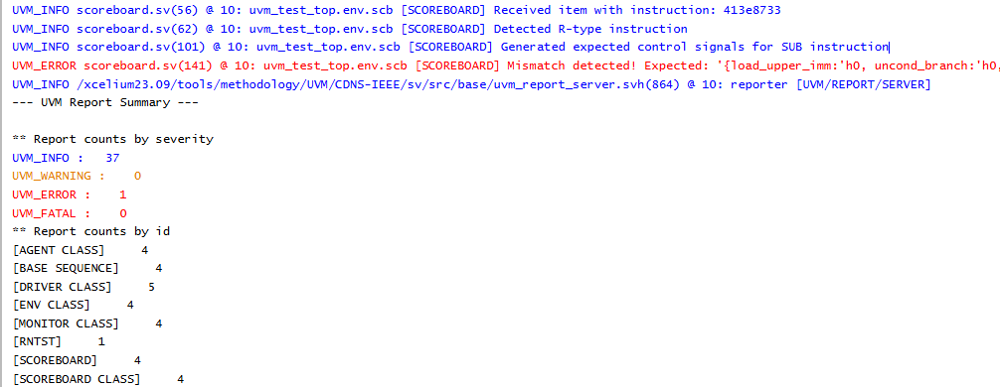 UVM_INFO scoreboard.sv(56) @ 10: uvm_test_top.env.scb [SCOREBOARD] Received item with instruction: 413e8733
UVM_INFO scoreboard.sv(62) @ 10: uvm_test_top.env.scb [SCOREBOARD] Detected R-type instruction
UVM_INFO scoreboard.sv(101) @ 10: uvm_test_top.env.scb [SCOREBOARD] Generated expected control signals for SUB instruction
UVM_ERROR scoreboard.sv(141) @ 10: uvm_test_top.env.scb [SCOREBOARD] Mismatch detected! Expected: '{load_upper_imm:'h0, uncond_branch:'h0,
UVM_INFO /xcelium23.09/tools/methodology/UVM/CDNS-IEEE/sv/src/base/uvm_report_server.svh(864) @ 10: reporter [UVM/REPORT/SERVER]
--- UVM Report Summary ---
** Report counts by severity
UVM_INFO : 37
UVM_WARNING : 0
UVM_ERROR : 1
UVM_FATAL : 0
** Report counts by id
[AGENT CLASS] 4
[BASE SEQUENCE] 4
[DRIVER CLASS] 5
[ENV CLASS] 4
[MONITOR CLASS] 4
[RNTST] 1
[SCOREBOARD] 4
[SCOREBOARD CLASS] 4